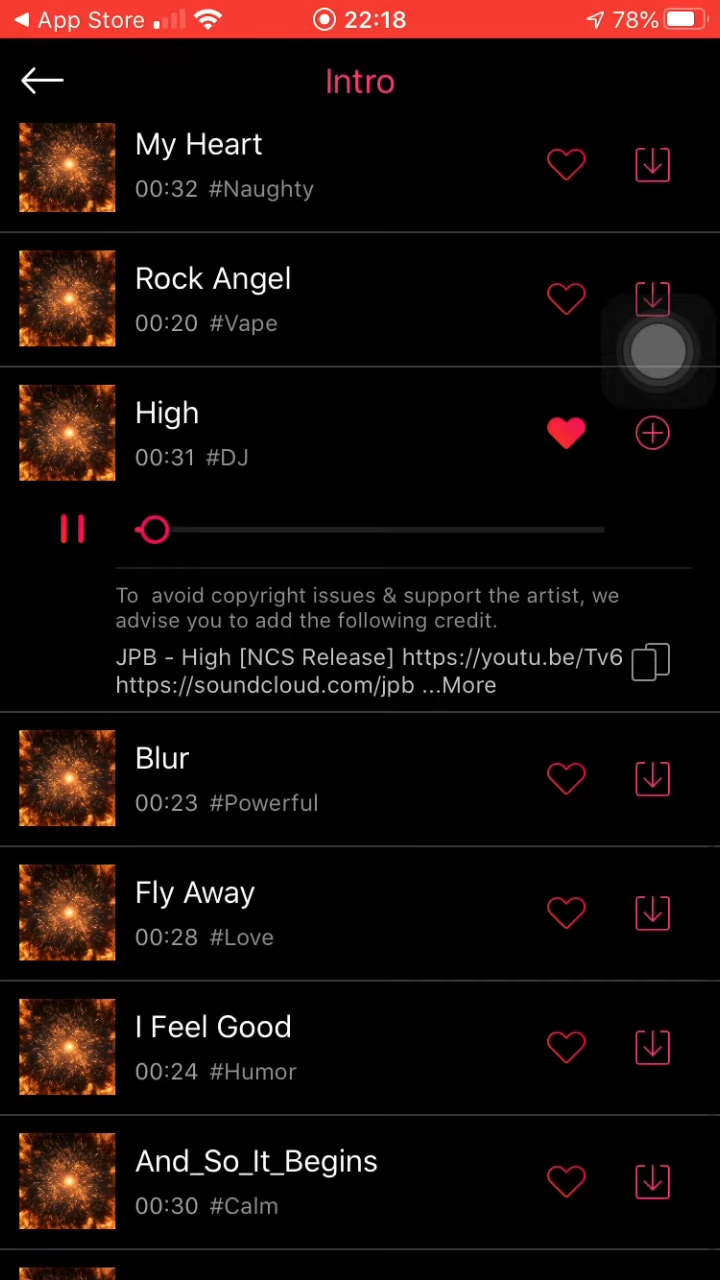 App Store 22:18 78%
Intro
My Heart
00:32 #Naughty
Rock Angel
00:20 #Vape
High
00:31 #DJ
To avoid copyright issues & support the artist, we
advise you to add the following credit.
JPB - High [NCS Release] https://youtu.be/Tv6
https://soundcloud.com/jpb ...More
Blur
00:23 #Powerful
Fly Away
00:28 #Love
I Feel Good
00:24 #Humor
And_So_It_Begins
00:30 #Calm